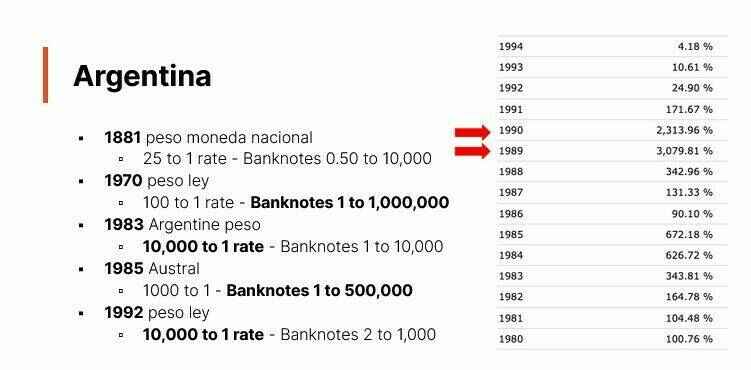 Argentina
1881 peso moneda nacional
25 to 1 rate - Banknotes 0.50 to 10,000
1970 peso ley
100 to 1 rate - Banknotes 1 to 1,000,000
1983 Argentine peso
10,000 to 1 rate - Banknotes 1 to 10,000
1985 Austral
1000 to 1 - Banknotes 1 to 500,000
1992 peso ley
10,000 to 1 rate - Banknotes 2 to 1,000
1994 4.18 %
1993 10.61 %
1992 24.90 %
1991 171.67 %
1990 2,313.96 %
1989 3,079.81 %
1988 342.96 %
1987 131.33 %
1986 90.10 %
1985 672.18 %
1984 626.72 %
1983 343.81 %
1982 164.78 %
1981 104.48 %
1980 100.76 %